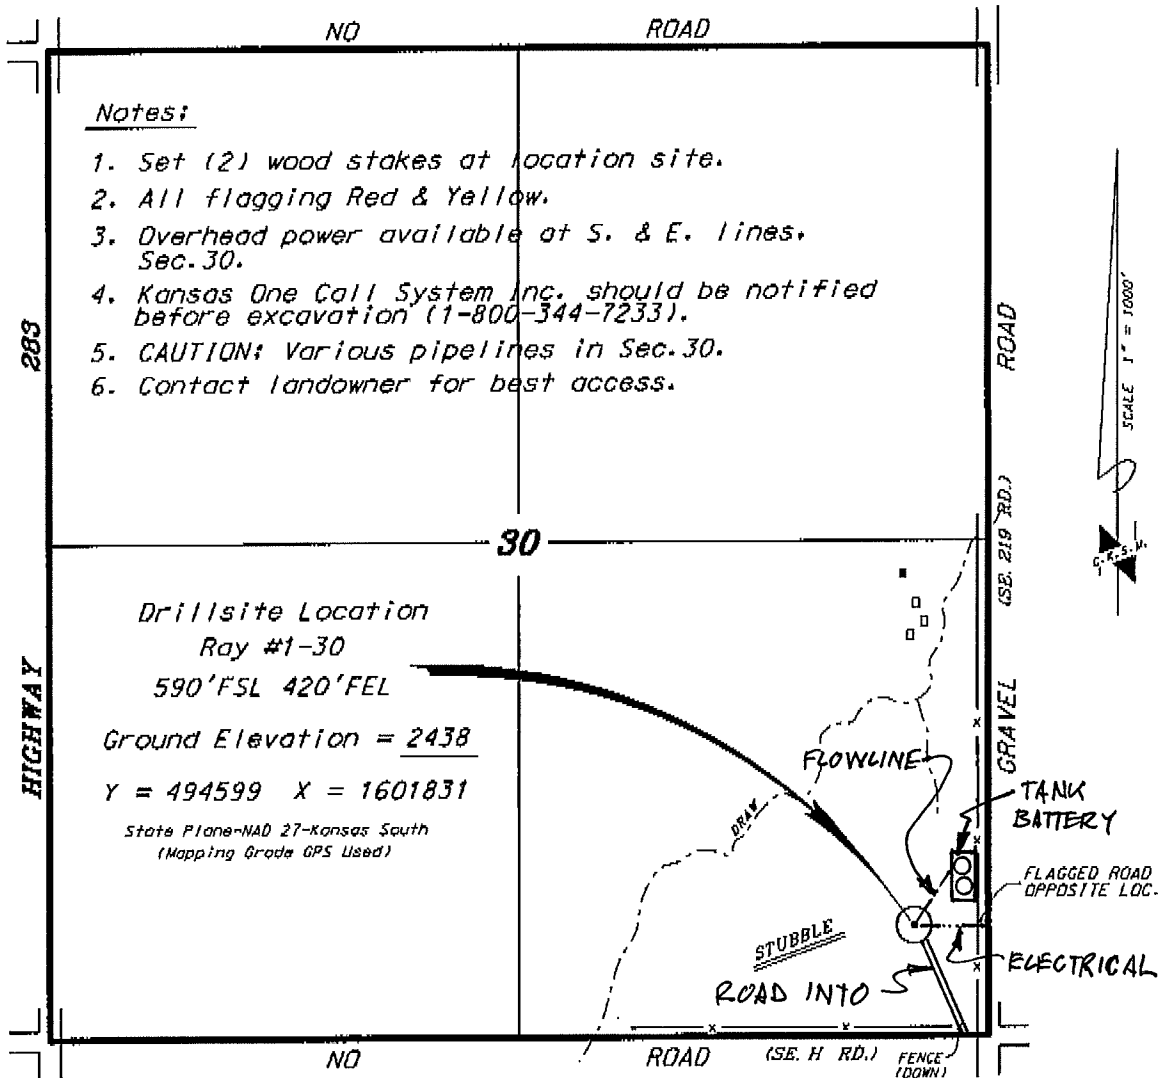 NO ROAD
Notes:
1. Set (2) wood stakes at location site.
2. All flagging Red & Yellow.
3. Overhead power available at S. & E. lines,
Sec.30.
4. Kansas One Call System Inc. should be notified
before excavation (1-800-344-7233).
5. CAUTION: Various pipelines in Sec.30.
6. Contact landowner for best access.
HIGHWAY 283
GRAVEL (SE. 219 RD.) ROAD
SCALE 1" = 1000'
C.K.S.M.
30
Drillsite Location
Ray #1-30
590'FSL 420'FEL
Ground Elevation = 2438
Y = 494599 X = 1601831
State Plane-NAD 27-Kansas South
(Mapping Grade GPS Used)
FLOWLINE
DRAW
TANK
BATTERY
FLAGGED ROAD
OPPOSITE LOC.
STUBBLE
ELECTRICAL
ROAD INTO
NO ROAD (SE. H RD.)
FENCE
(DOWN)